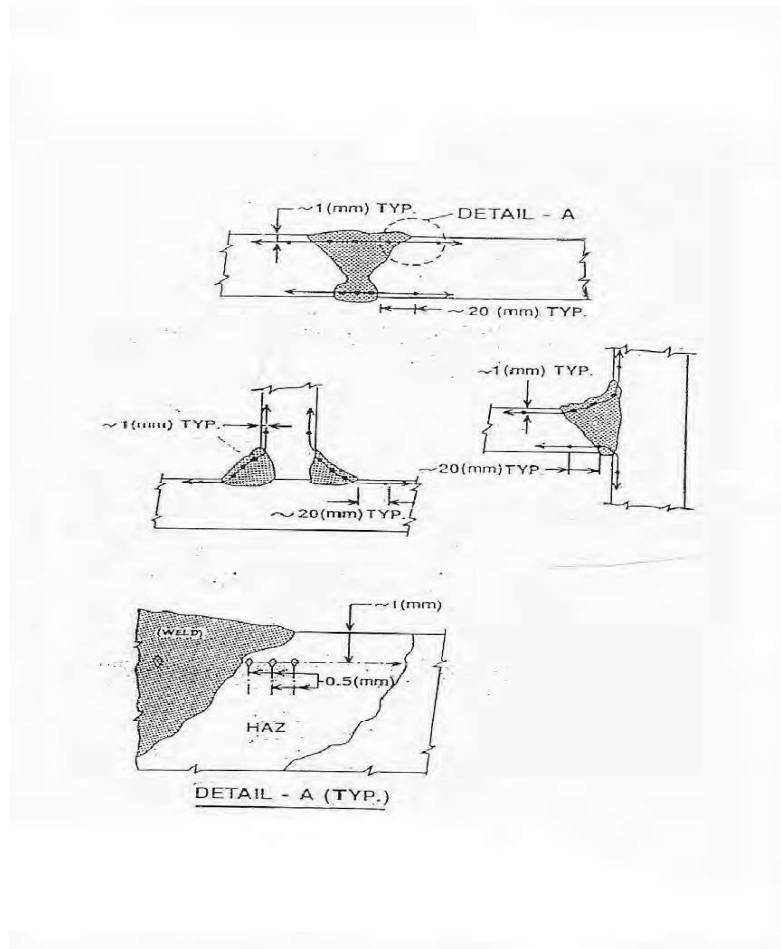 ~1(mm) TYP.
DETAIL - A
~20 (mm) TYP.
~1(mm) TYP.
~1(mm) TYP.
~20(mm) TYP.
~20(mm) TYP.
~1(mm)
(WELD)
0.5(mm)
HAZ
DETAIL - A (TYP.)